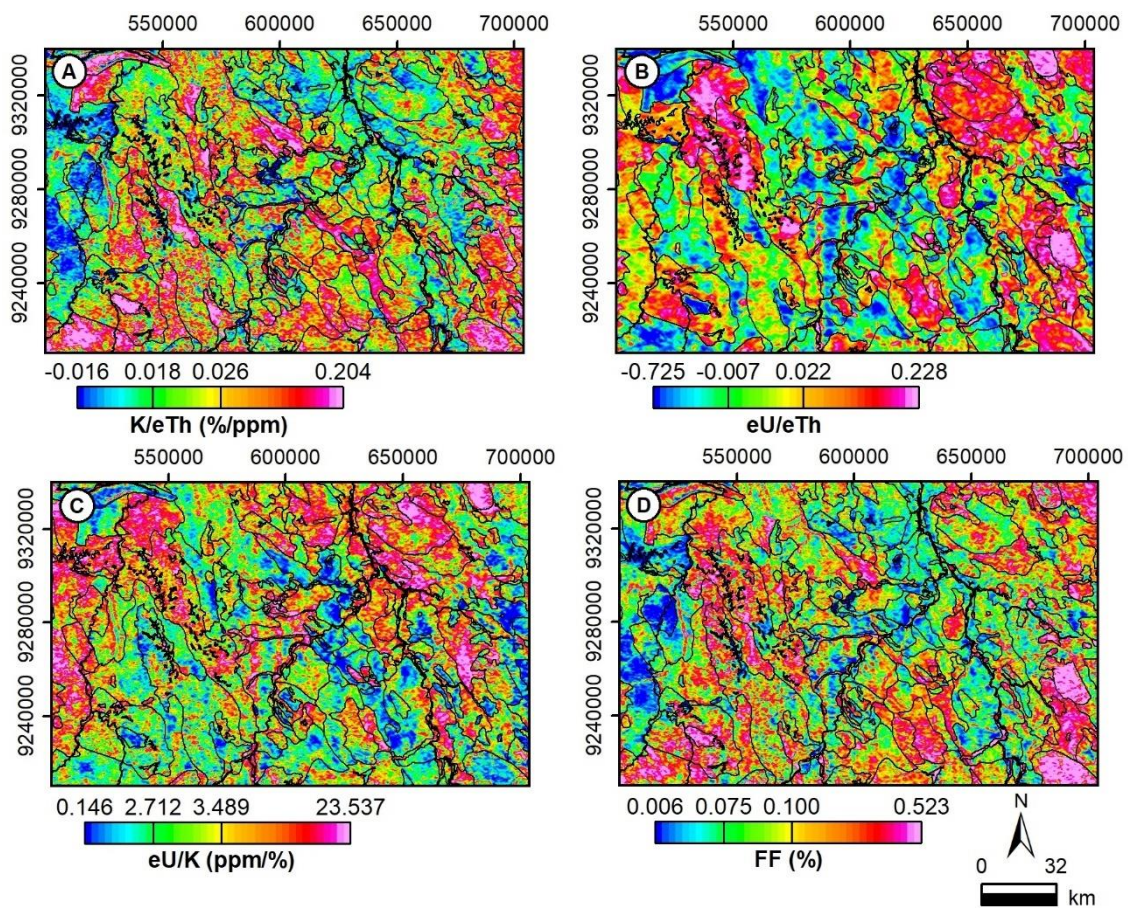 550000 600000 650000 700000
550000 600000 650000 700000
A
B
9320000 9280000 9240000
9320000 9280000 9240000
-0.016 0.018 0.026 0.204
K/eTh (%/ppm)
-0.725 -0.007 0.022 0.228
eU/eTh
550000 600000 650000 700000
550000 600000 650000 700000
C
D
9320000 9280000 9240000
9320000 9280000 9240000
0.146 2.712 3.489 23.537
eU/K (ppm/%)
0.006 0.075 0.100 0.523
FF (%)
N
0 32
km